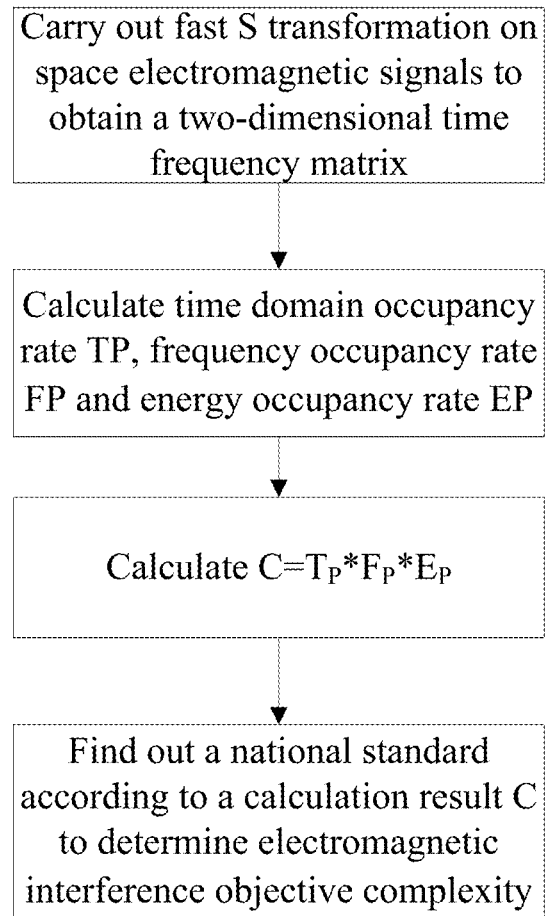 Carry out fast S transformation on
space electromagnetic signals to
obtain a two-dimensional time
frequency matrix
Calculate time domain occupancy
rate TP, frequency occupancy rate
FP and energy occupancy rate EP
Calculate C=TP*FP*EP
Find out a national standard
according to a calculation result C
to determine electromagnetic
interference objective complexity